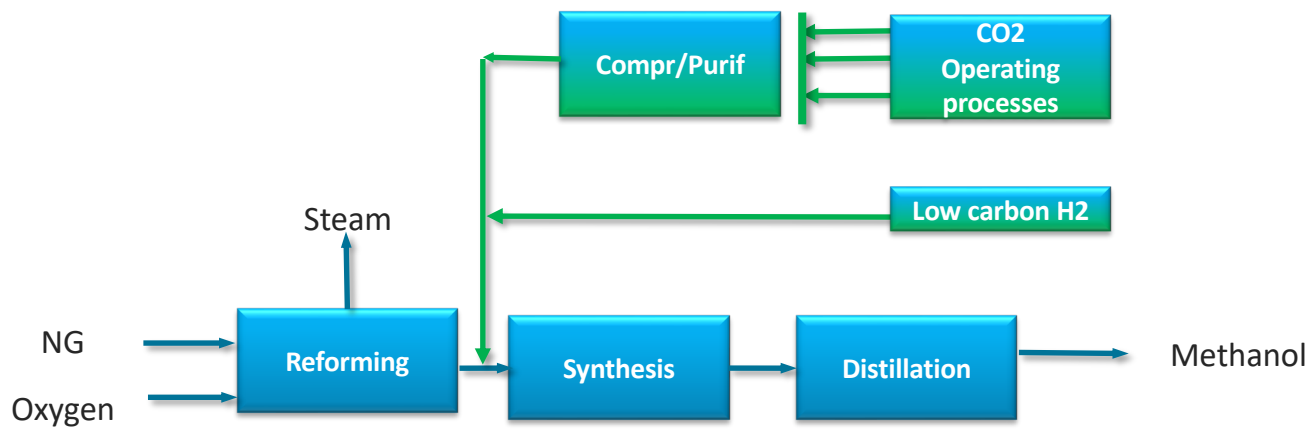 Compr/Purif
CO2
Operating
processes
Low carbon H2
Steam
NG
Oxygen
Reforming
Synthesis
Distillation
Methanol